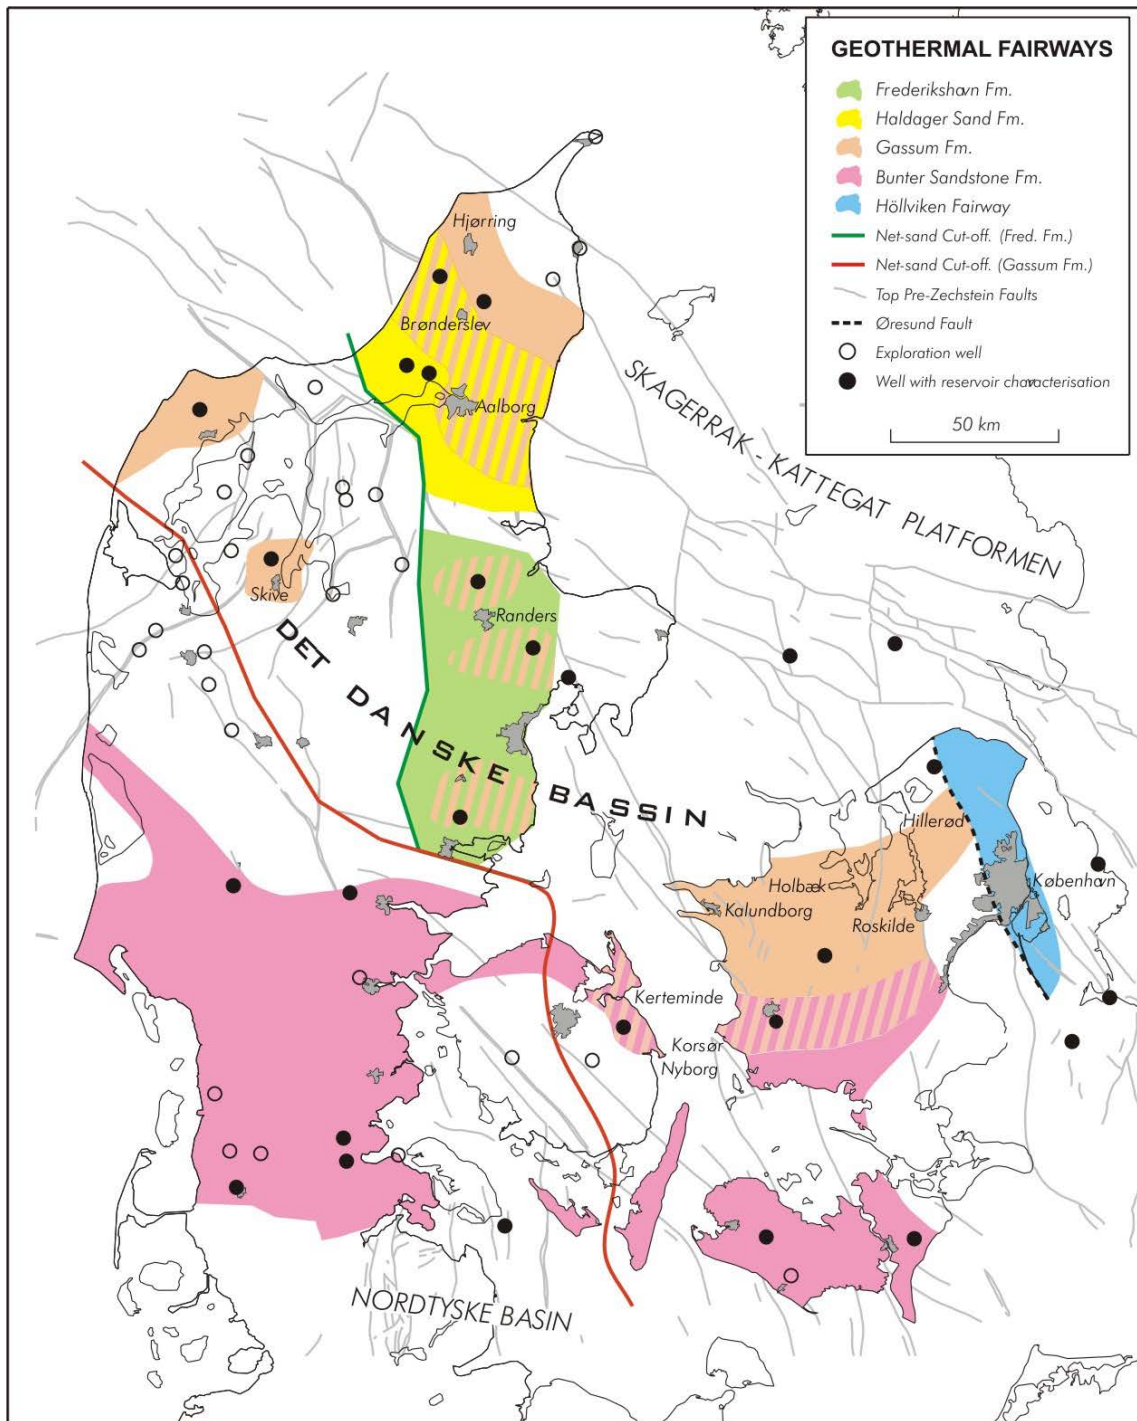 GEOTHERMAL FAIRWAYS
Frederikshavn Fm.
Haldager Sand Fm.
Gassum Fm.
Bunter Sandstone Fm.
Höllviken Fairway
Net-sand Cut-off. (Fred. Fm.)
Net-sand Cut-off. (Gassum Fm.)
Top Pre-Zechstein Faults
Øresund Fault
Exploration well
Well with reservoir characterisation
50 km
Hjørring
Brønderslev
Aalborg
SKAGERRAK - KATTEGAT PLATFORMEN
Skive
Randers
DET DANSKE BASSIN
Hillerød
Holbæk
København
Kalundborg
Roskilde
Kerteminde
Korsør
Nyborg
NORDTYSKE BASIN